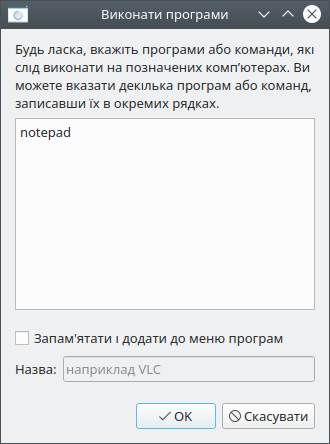 Виконати програми
Будь ласка, вкажіть програми або команди, які
слід виконати на позначених комп’ютерах. Ви
можете вказати декілька програм або команд,
записавши їх в окремих рядках.
notepad
Запам'ятати і додати до меню програм
Назва: наприклад VLC
OK Скасувати